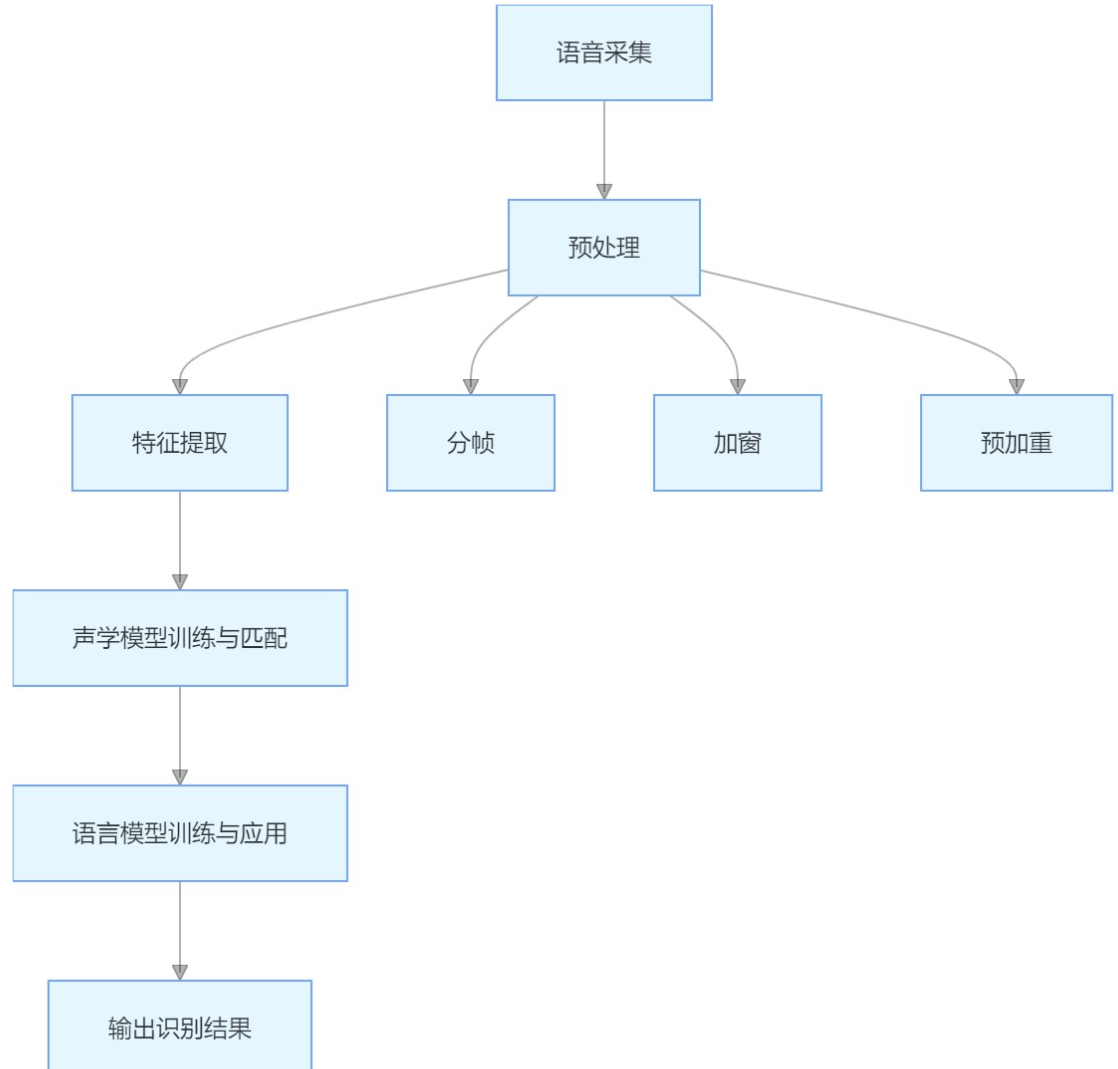 语音采集
预处理
特征提取
分帧
加窗
预加重
声学模型训练与匹配
语言模型训练与应用
输出识别结果